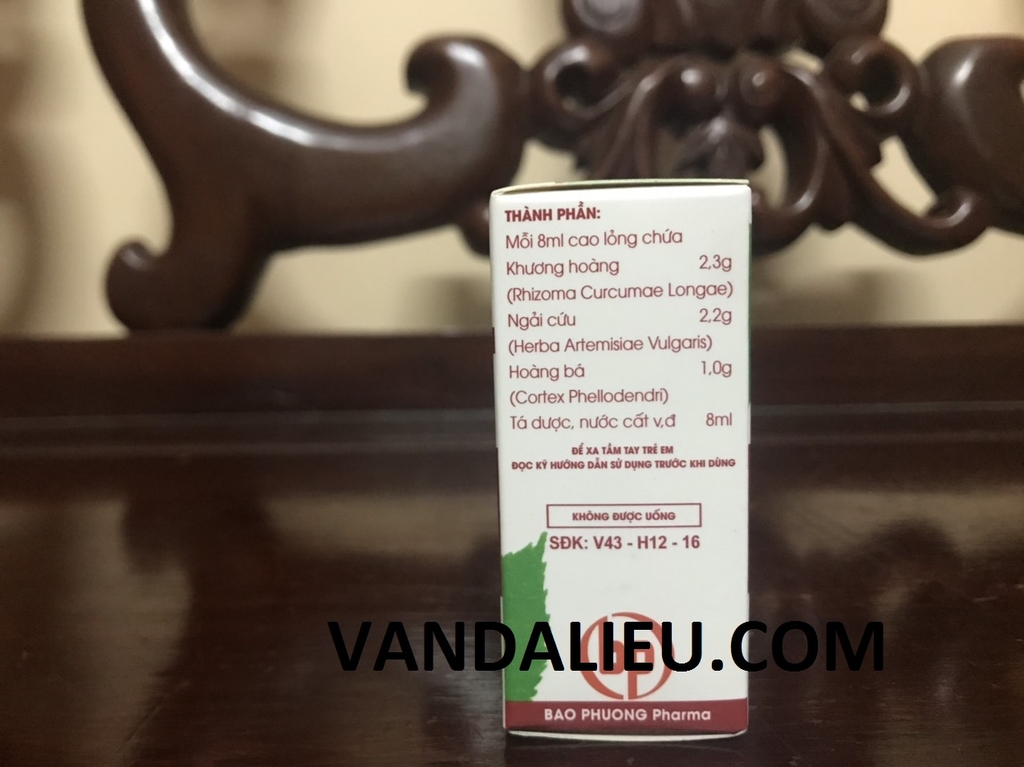 THÀNH PHẦN:
Mỗi 8ml cao lỏng chứa
Khương hoàng 2,3g
(Rhizoma Curcumae Longae)
Ngải cứu 2,2g
(Herba Artemisiae Vulgaris)
Hoàng bá 1,0g
(Cortex Phellodendri)
Tá dược, nước cất v,đ 8ml
ĐỂ XA TẦM TAY TRẺ EM
ĐỌC KỸ HƯỚNG DẪN SỬ DỤNG TRƯỚC KHI DÙNG
KHÔNG ĐƯỢC UỐNG
SĐK: V43 - H12 - 16
VANDALIEU.COM
BAO PHUONG Pharma